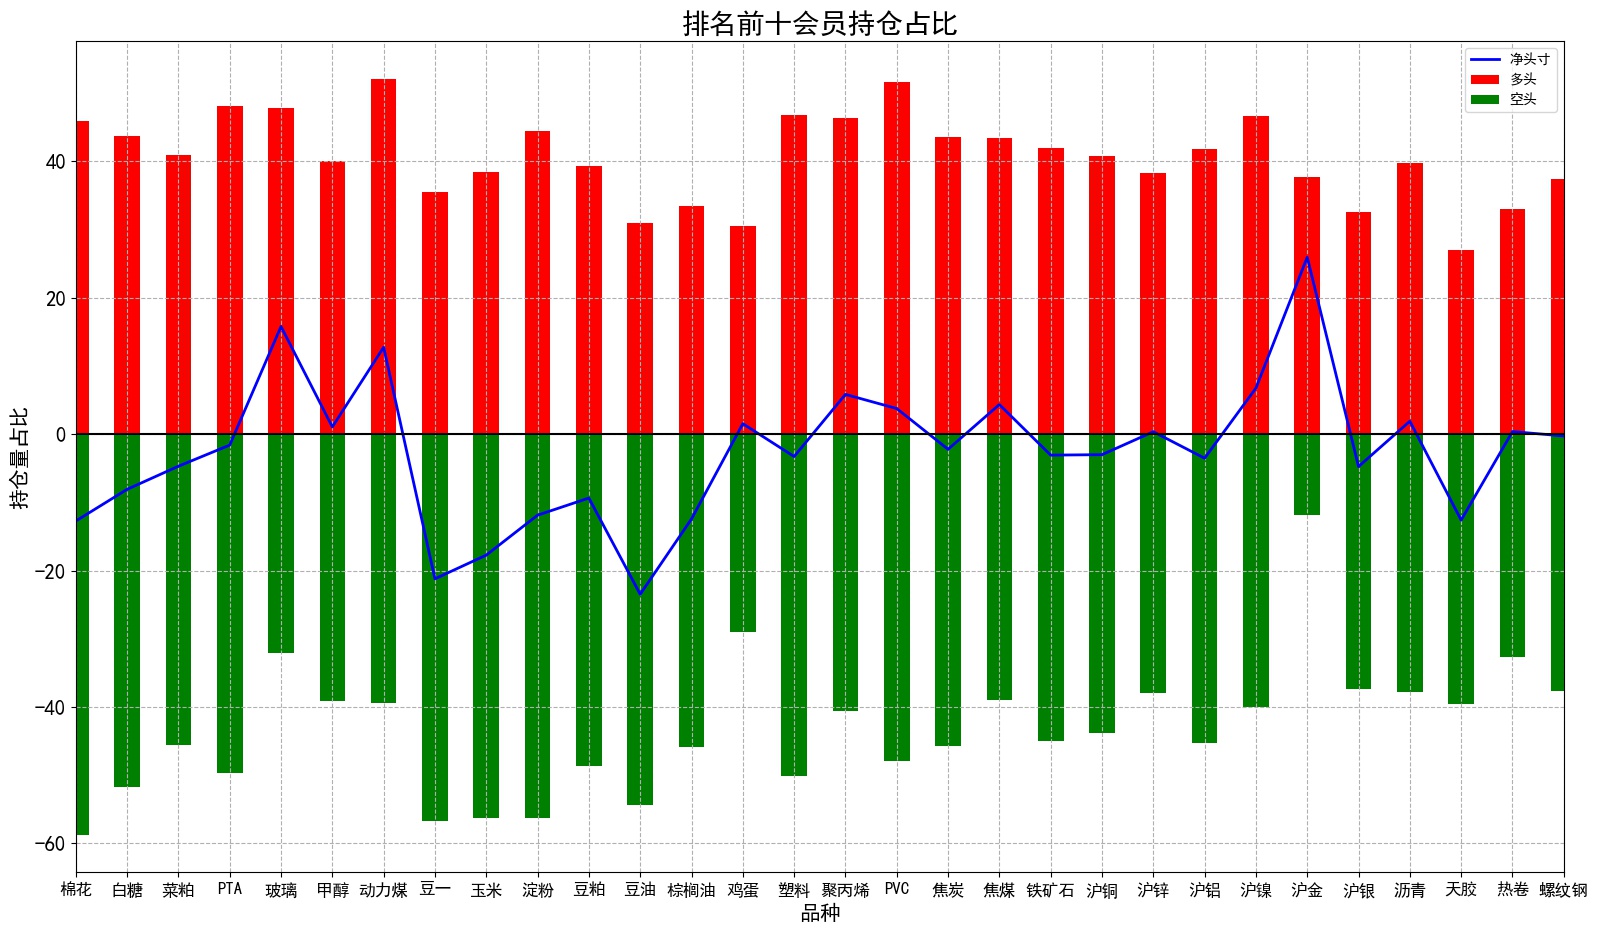 排名前十会员持仓占比
净头寸
多头
空头
持仓量占比
40
20
0
−20
−40
−60
棉花 白糖 菜粕 PTA 玻璃 甲醇 动力煤 豆一 玉米 淀粉 豆粕 豆油 棕榈油 鸡蛋 塑料 聚丙烯 PVC 焦炭 焦煤 铁矿石 沪铜 沪锌 沪铝 沪镍 沪金 沪银 沥青 天胶 热卷 螺纹钢
品种